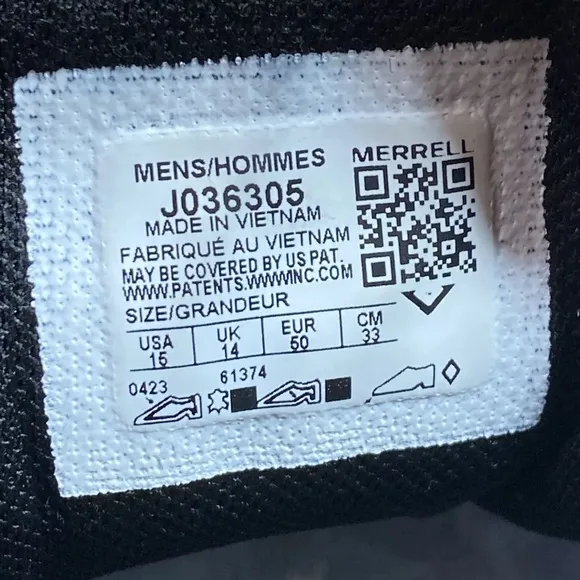 MENS/HOMMES
MERRELL
J036305
MADE IN VIETNAM
FABRIQUÉ AU VIETNAM
MAY BE COVERED BY US PAT.
WWW.PATENTS.WWWINC.COM
SIZE/GRANDEUR
USA UK EUR CM
15 14 50 33
0423 61374